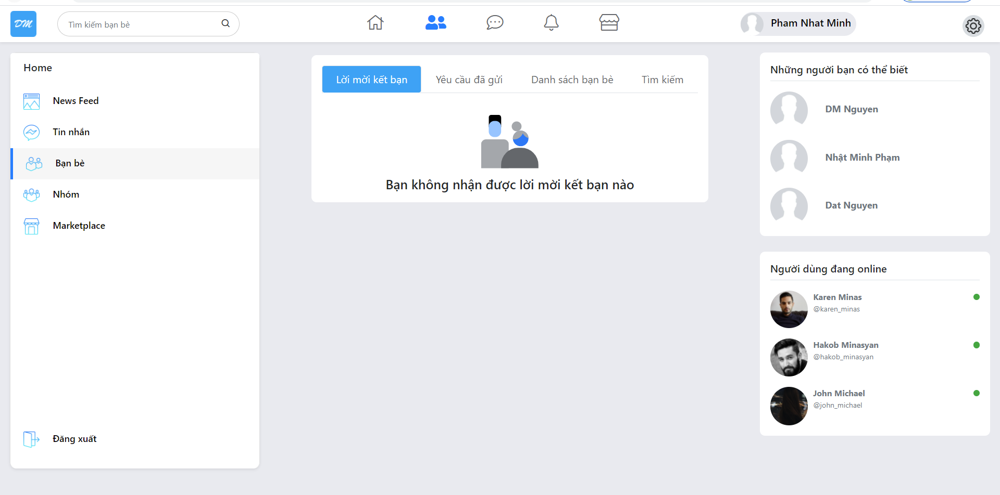 DM
Tìm kiếm bạn bè
Pham Nhat Minh
Home
News Feed
Tin nhắn
Bạn bè
Nhóm
Marketplace
Đăng xuất
Lời mời kết bạn
Yêu cầu đã gửi
Danh sách bạn bè
Tìm kiếm
Bạn không nhận được lời mời kết bạn nào
Những người bạn có thể biết
DM Nguyen
Nhật Minh Phạm
Dat Nguyen
Người dùng đang online
Karen Minas
@karen_minas
Hakob Minasyan
@hakob_minasyan
John Michael
@john_michael